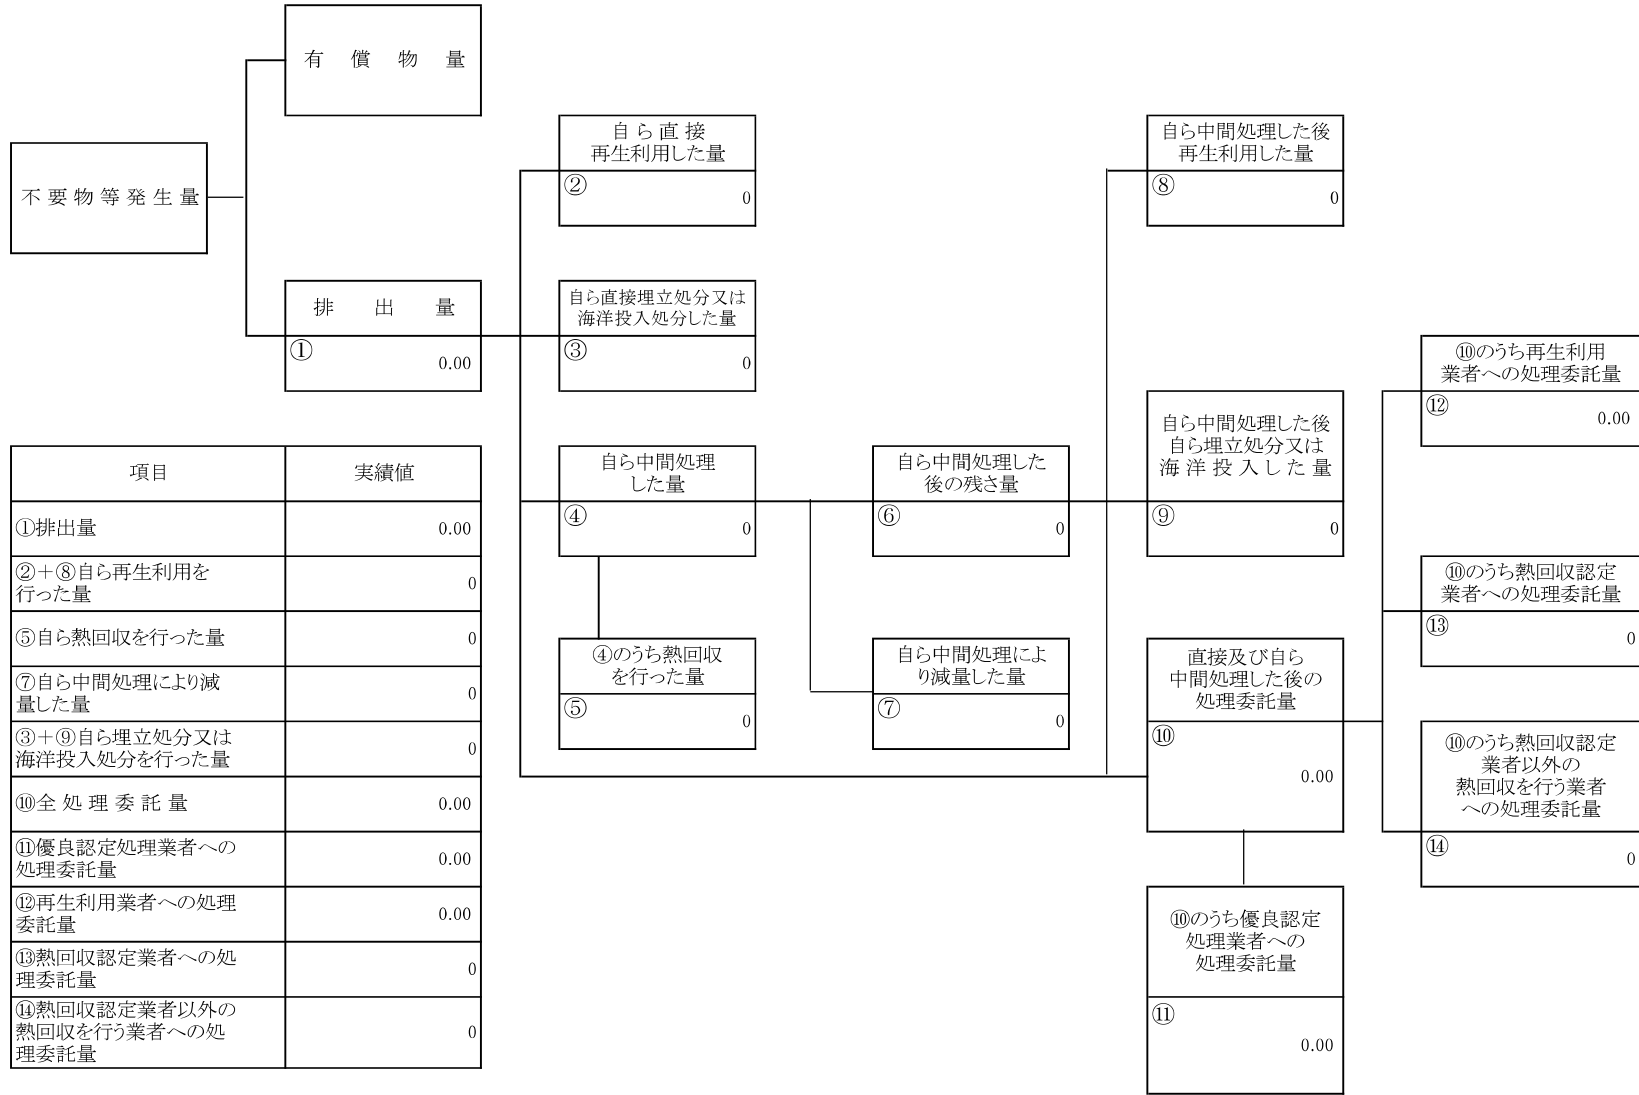 有 償 物 量
不 要 物 等 発 生 量
排 出 量
①
0.00
自 ら 直 接
再生利用した量
②
0
自ら直接埋立処分又は
海洋投入処分した量
③
0
自ら中間処理
した量
④
0
④のうち熱回収
を行った量
⑤
0
自ら中間処理した
後の残さ量
⑥
0
自ら中間処理によ
り減量した量
⑦
0
自ら中間処理した後
再生利用した量
⑧
0
自ら中間処理した後
自ら埋立処分又は
海 洋 投 入 し た 量
⑨
0
直接及び自ら
中間処理した後の
処理委託量
⑩
0.00
⑩のうち優良認定
処理業者への
処理委託量
⑪
0.00
⑩のうち再生利用
業者への処理委託量
⑫
0.00
⑩のうち熱回収認定
業者への処理委託量
⑬
0
⑩のうち熱回収認定
業者以外の
熱回収を行う業者
への処理委託量
⑭
0
項目 実績値
①排出量 0.00
②＋⑧自ら再生利用を
行った量 0
⑤自ら熱回収を行った量 0
⑦自ら中間処理により減
量した量 0
③＋⑨自ら埋立処分又は
海洋投入処分を行った量 0
⑩全 処 理 委 託 量 0.00
⑪優良認定処理業者への
処理委託量 0.00
⑫再生利用業者への処理
委託量 0.00
⑬熱回収認定業者への処
理委託量 0
⑭熱回収認定業者以外の
熱回収を行う業者への処
理委託量 0